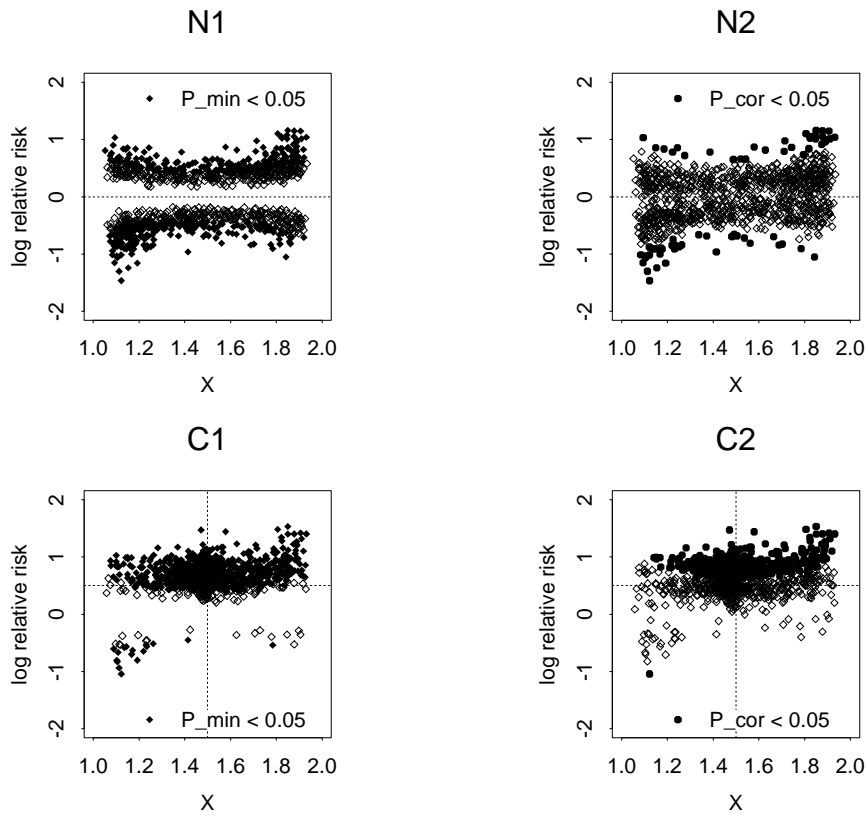 N1
N2
2
1
0
-1
-2
log relative risk
◆ P_min < 0.05
1.0 1.2 1.4 1.6 1.8 2.0
X
2
1
0
-1
-2
log relative risk
● P_cor < 0.05
1.0 1.2 1.4 1.6 1.8 2.0
X
C1
C2
2
1
0
-1
-2
log relative risk
◆ P_min < 0.05
1.0 1.2 1.4 1.6 1.8 2.0
X
2
1
0
-1
-2
log relative risk
● P_cor < 0.05
1.0 1.2 1.4 1.6 1.8 2.0
X